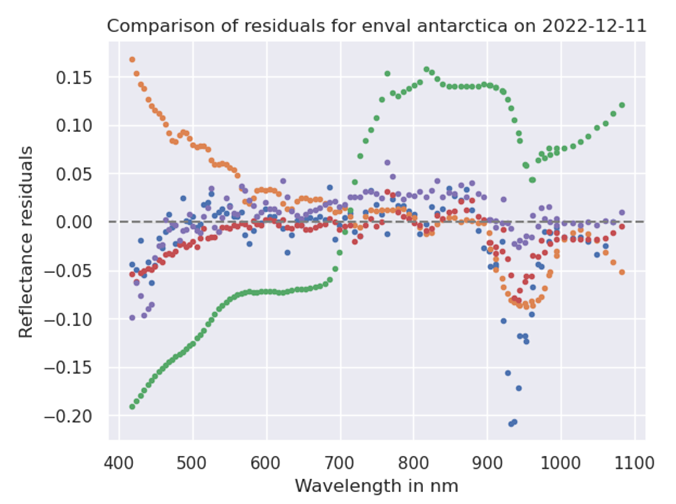 Comparison of residuals for enval antarctica on 2022-12-11
Reflectance residuals
0.15
0.10
0.05
0.00
−0.05
−0.10
−0.15
−0.20
400 500 600 700 800 900 1000 1100
Wavelength in nm